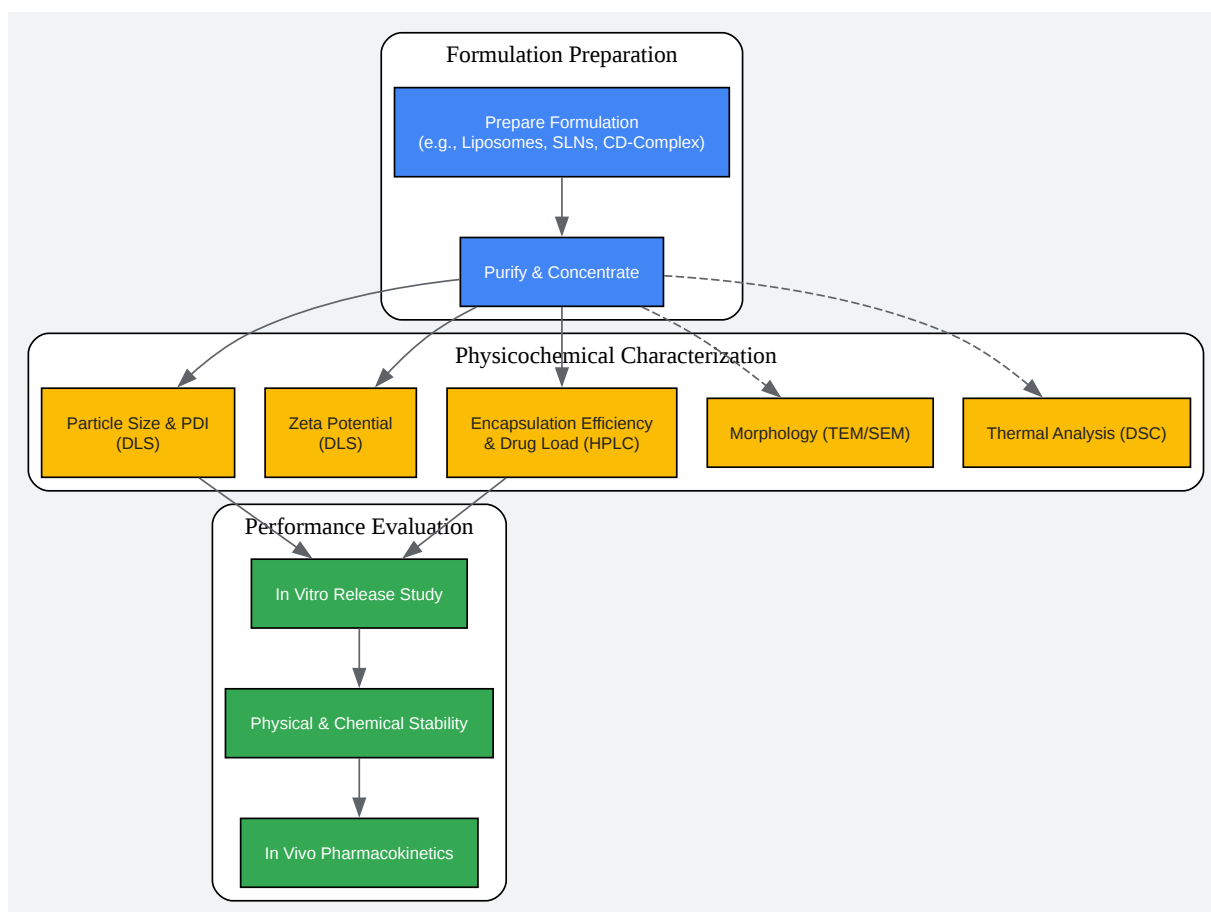 Formulation Preparation
Prepare Formulation
(e.g., Liposomes, SLNs, CD-Complex)
Purify & Concentrate
Physicochemical Characterization
Particle Size & PDI
(DLS)
Zeta Potential
(DLS)
Encapsulation Efficiency
& Drug Load (HPLC)
Morphology (TEM/SEM)
Thermal Analysis (DSC)
Performance Evaluation
In Vitro Release Study
Physical & Chemical Stability
In Vivo Pharmacokinetics